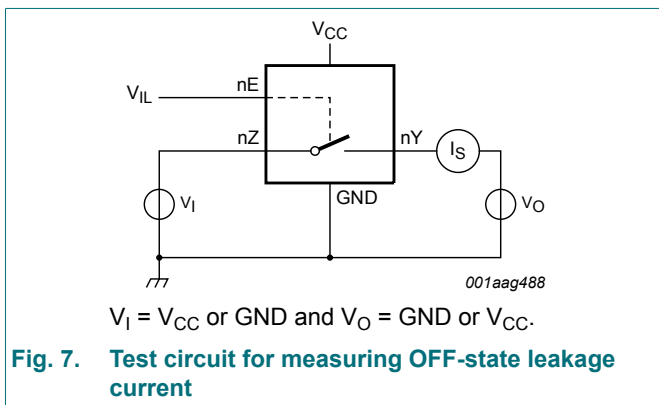 VCC
nE
VIL
nZ
nY
IS
GND
VI
VO
001aag488
VI = VCC or GND and VO = GND or VCC.
Fig. 7. Test circuit for measuring OFF-state leakage
current